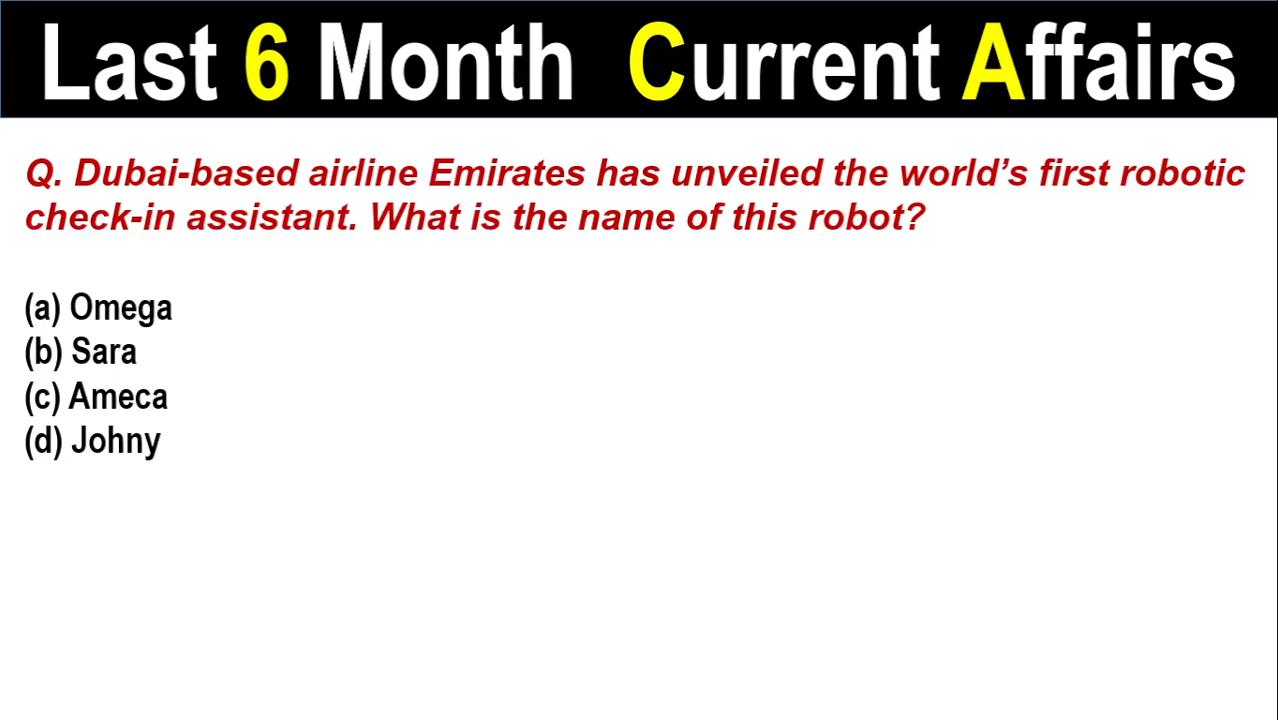 Last 6 Month Current Affairs
Q. Dubai-based airline Emirates has unveiled the world’s first robotic
check-in assistant. What is the name of this robot?
(a) Omega
(b) Sara
(c) Ameca
(d) Johny